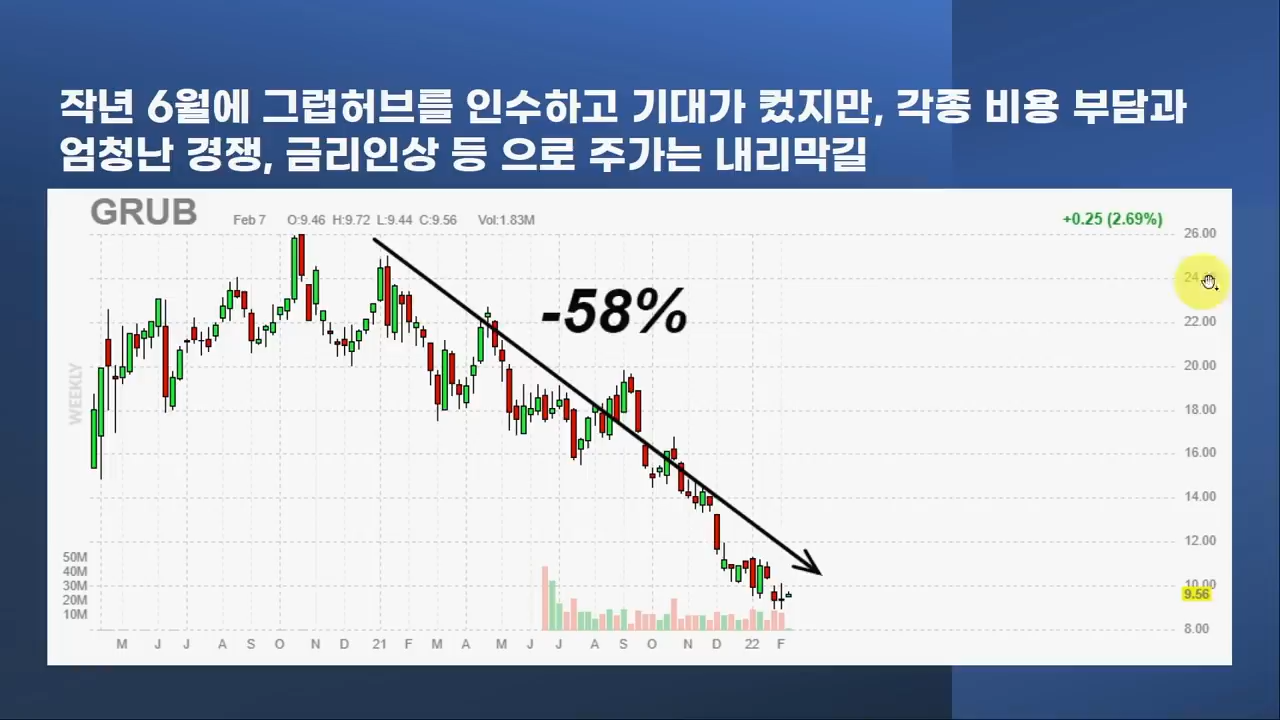 작년 6월에 그럽허브를 인수하고 기대가 컸지만, 각종 비용 부담과
엄청난 경쟁, 금리인상 등 으로 주가는 내리막길
GRUB Feb 7 O:9.46 H:9.72 L:9.44 C:9.56 Vol:1.83M +0.25 (2.69%)
26.00
24.00
-58%
22.00
20.00
WEEKLY
18.00
16.00
14.00
12.00
50M
40M
10.00
30M
9.56
20M
10M
8.00
M J J A S O N D 21 F M A M J J A S O N D 22 F